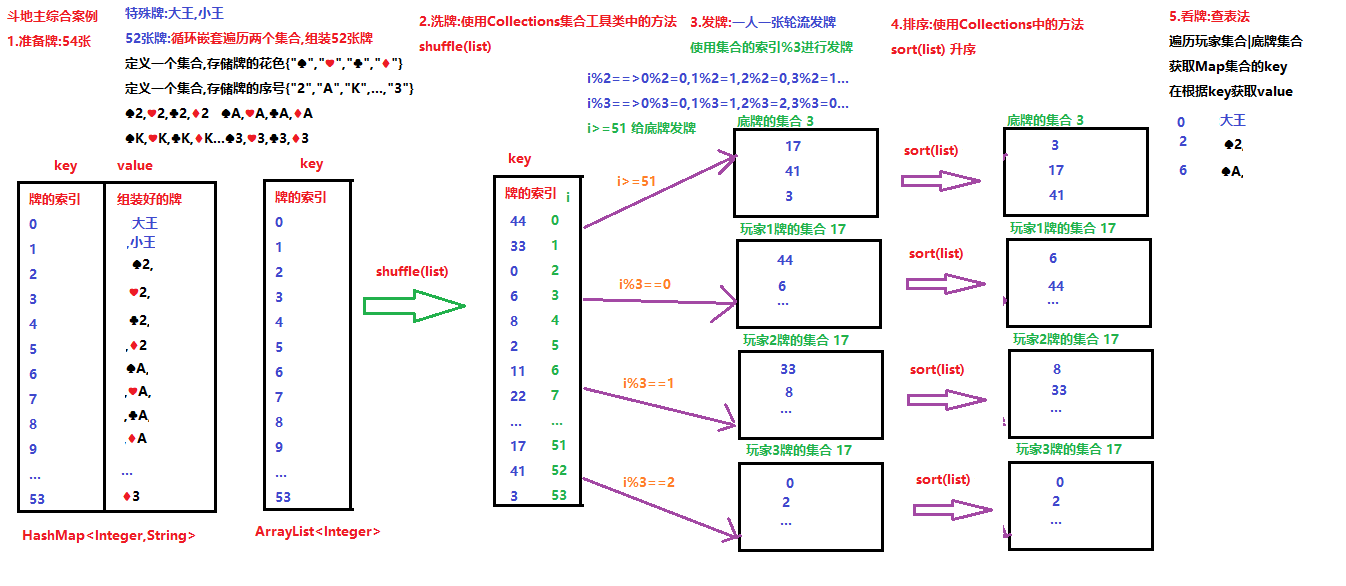 斗地主综合案例
1.准备牌:54张
特殊牌:大王,小王
52张牌:循环嵌套遍历两个集合,组装52张牌
定义一个集合,存储牌的花色{"♠","♥","♣","♦"}
定义一个集合,存储牌的序号{"2","A","K",...,"3"}
♠2,♥2,♣2,♦2 ♠A,♥A,♣A,♦A
♠K,♥K,♣K,♦K...♠3,♥3,♣3,♦3
key value
牌的索引 组装好的牌
0 大王
1 ,小王
2 ♠2,
3 ♥2,
4 ♣2,
5 ,♦2
6 ♠A,
7 ,♥A,
8 ,♣A,
9 ,♦A
... ...
53 ♦3
HashMap<Integer,String>
key
牌的索引
0
1
2
3
4
5
6
7
8
9
...
53
ArrayList<Integer>
shuffle(list)
2.洗牌:使用Collections集合工具类中的方法
shuffle(list)
key
牌的索引 i
44 0
33 1
0 2
6 3
8 4
2 5
11 6
22 7
... ...
17 51
41 52
3 53
3.发牌:一人一张轮流发牌
使用集合的索引%3进行发牌
i%2==>0%2=0,1%2=1,2%2=0,3%2=1...
i%3==>0%3=0,1%3=1,2%3=2,3%3=0...
i>=51 给底牌发牌
i>=51
i%3==0
i%3==1
i%3==2
底牌的集合 3
17
41
3
玩家1牌的集合 17
44
6
...
玩家2牌的集合 17
33
8
...
玩家3牌的集合 17
0
2
...
4.排序:使用Collections中的方法
sort(list) 升序
sort(list)
sort(list)
sort(list)
sort(list)
底牌的集合 3
3
17
41
玩家1牌的集合 17
6
44
...
玩家2牌的集合 17
8
33
...
玩家3牌的集合 17
0
2
...
5.看牌:查表法
遍历玩家集合|底牌集合
获取Map集合的key
在根据key获取value
0 大王
2 ♠2,
6 ♠A,